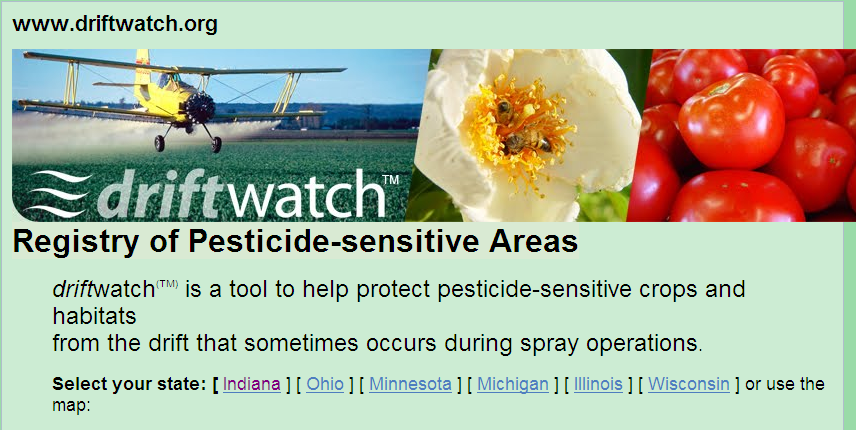 www.driftwatch.org
driftwatch™
Registry of Pesticide-sensitive Areas
driftwatch(TM) is a tool to help protect pesticide-sensitive crops and
habitats
from the drift that sometimes occurs during spray operations.
Select your state: [ Indiana ] [ Ohio ] [ Minnesota ] [ Michigan ] [ Illinois ] [ Wisconsin ] or use the
map: